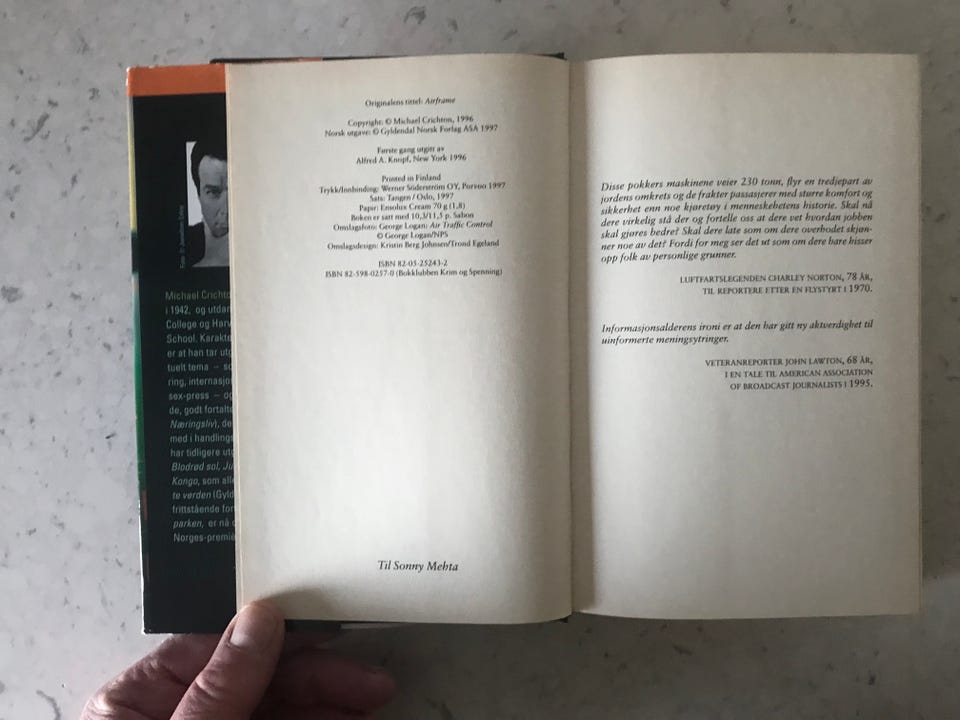 Michael Crichto
i 1942, og utdan
College og Harv
School. Karakte
er at han tar utg
tuelt tema – so
ring, internasjo
sex-press – og
de, godt fortalte
Næringsliv), de
med i handlings
har tidligere utg
Blodrød sol, Ju
Kongo, som alle
te verden (Gyld
frittstående for
parken, er nå
Norges-premie
Originalens tittel: Airframe
Copyright: © Michael Crichton, 1996
Norsk utgave: © Gyldendal Norsk Forlag ASA 1997
Første gang utgitt av
Alfred A. Knopf, New York 1996
Printed in Finland
Trykk/Innbinding: Werner Söderström OY, Porvoo 1997
Sats: Tangen / Oslo, 1997
Papir: Ensolux Cream 70 g (1,8)
Boken er satt med 10,3/11,5 p. Sabon
Omslagsfoto: George Logan: Air Traffic Control
© George Logan/NPS
Omslagsdesign: Kristin Berg Johnsen/Trond Egeland
ISBN 82-05-25243-2
ISBN 82-598-0257-0 (Bokklubben Krim og Spenning)
Til Sonny Mehta
Disse pokkers maskinene veier 230 tonn, flyr en tredjepart av
jordens omkrets og de frakter passasjerer med større komfort og
sikkerhet enn noe kjøretøy i menneskehetens historie. Skal nå
dere virkelig stå der og fortelle oss at dere vet hvordan jobben
skal gjøres bedre? Skal dere late som om dere overhodet skjøn-
ner noe av det? Fordi for meg ser det ut som om dere bare hisser
opp folk av personlige grunner.
LUFTFARTSLEGENDEN CHARLEY NORTON, 78 ÅR,
TIL REPORTERE ETTER EN FLYSTYRT I 1970.
Informasjonsalderens ironi er at den har gitt ny aktverdighet til
uinformerte meningsytringer.
VETERANREPORTER JOHN LAWTON, 68 ÅR,
I EN TALE TIL AMERICAN ASSOCIATION
OF BROADCAST JOURNALISTS I 1995.